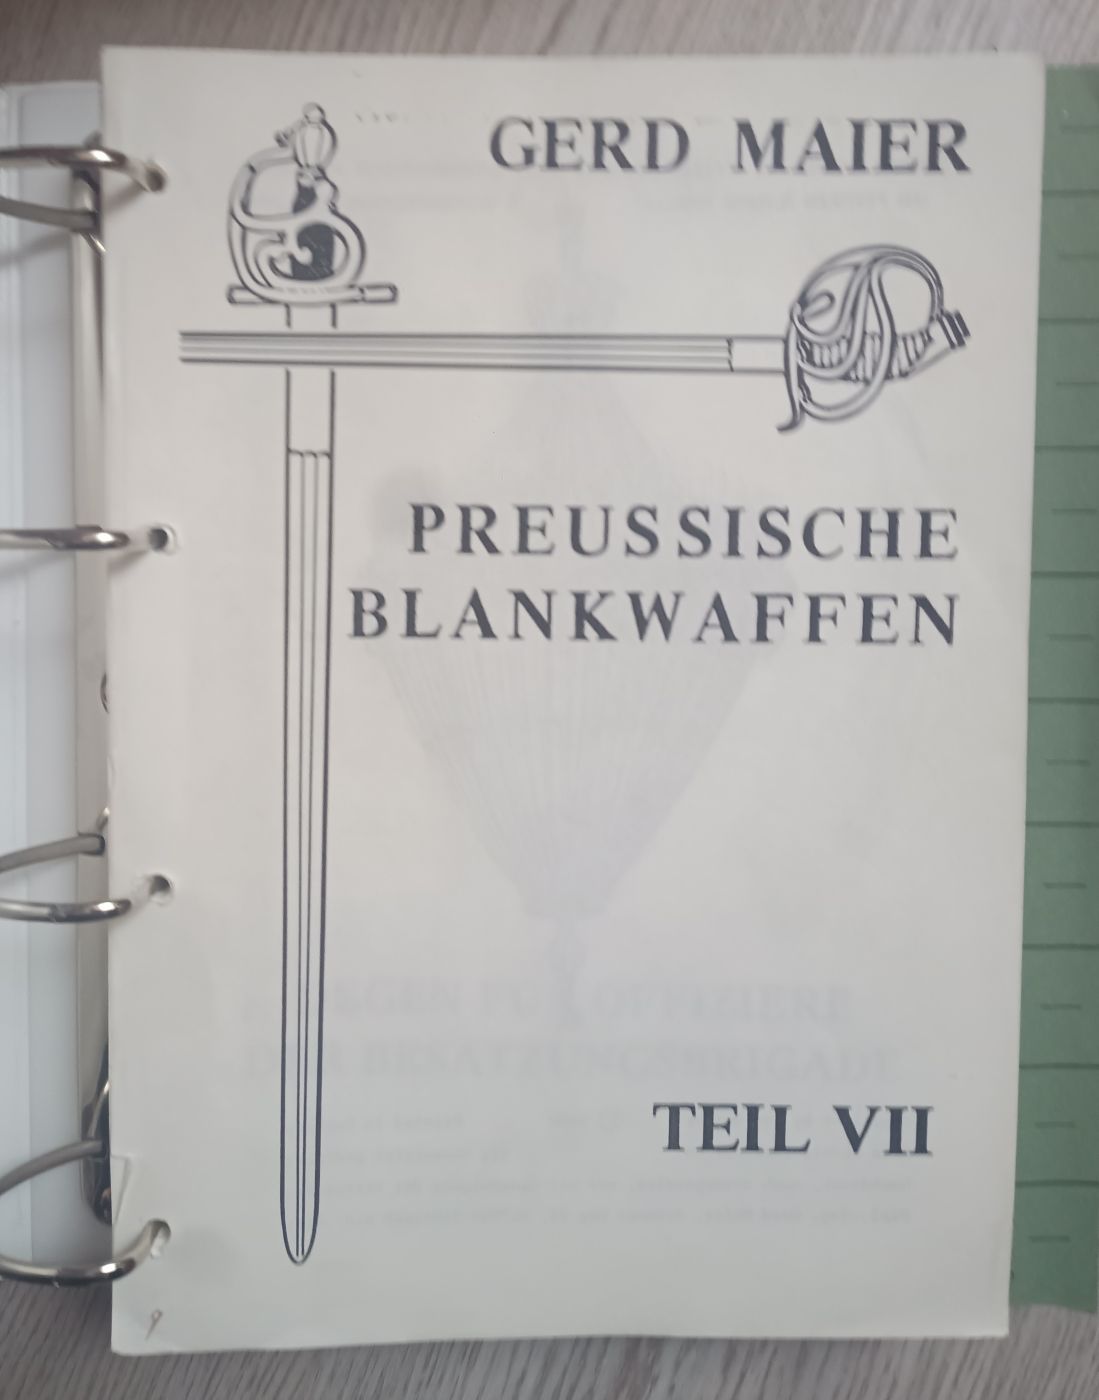 GERD MAIER
PREUSSISCHE
BLANKWAFFEN
TEIL VII